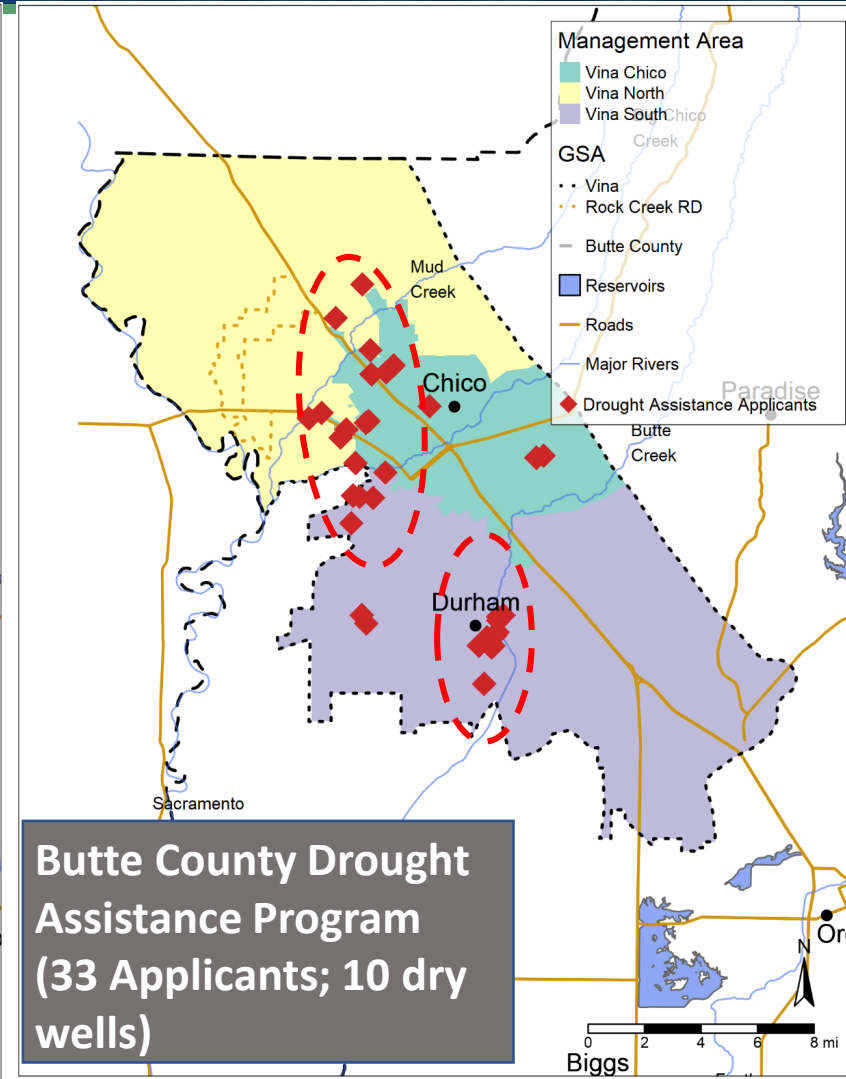 Management Area
Vina Chico
Vina North
Vina South
Big Chico
Creek
GSA
Vina
Rock Creek RD
Butte County
Reservoirs
Roads
Major Rivers
Paradise
Drought Assistance Applicants
Butte
Creek
Mud
Creek
Chico
Durham
Sacramento
Butte County Drought
Assistance Program
(33 Applicants; 10 dry
wells)
N
0 2 4 6 8 mi
Biggs